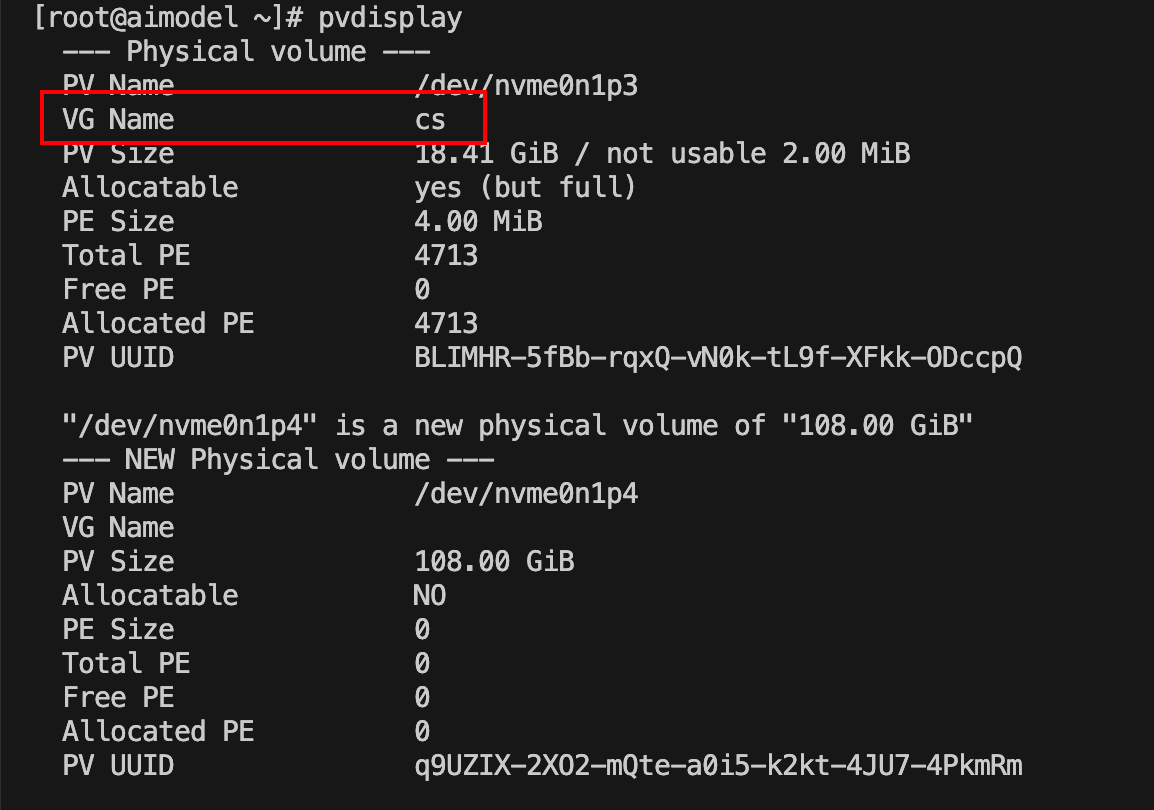 [root@aimodel ~]# pvdisplay
--- Physical volume ---
PV Name /dev/nvme0n1p3
VG Name cs
PV Size 18.41 GiB / not usable 2.00 MiB
Allocatable yes (but full)
PE Size 4.00 MiB
Total PE 4713
Free PE 0
Allocated PE 4713
PV UUID BLIMHR-5fBb-rqxQ-vN0k-tL9f-XFkk-ODccpQ
"/dev/nvme0n1p4" is a new physical volume of "108.00 GiB"
--- NEW Physical volume ---
PV Name /dev/nvme0n1p4
VG Name
PV Size 108.00 GiB
Allocatable NO
PE Size 0
Total PE 0
Free PE 0
Allocated PE 0
PV UUID q9UZIX-2XO2-mQte-a0i5-k2kt-4JU7-4PkmRm